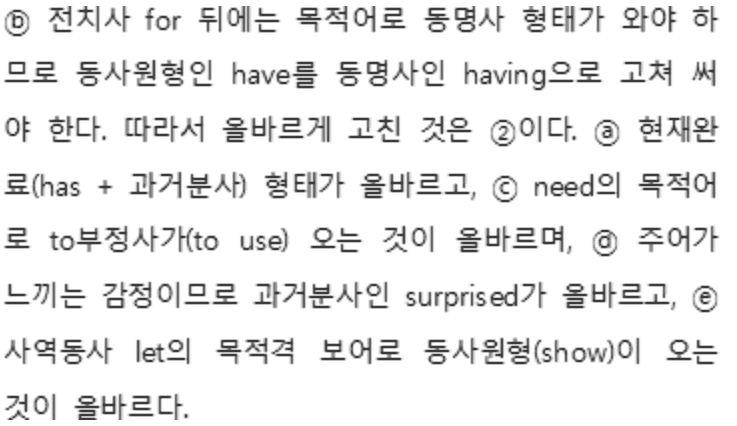 ⓑ 전치사 for 뒤에는 목적어로 동명사 형태가 와야 하
므로 동사원형인 have를 동명사인 having으로 고쳐 써
야 한다. 따라서 올바르게 고친 것은 ②이다. ⓐ 현재완
료(has + 과거분사) 형태가 올바르고, ⓒ need의 목적어
로 to부정사가(to use) 오는 것이 올바르며, ⓓ 주어가
느끼는 감정이므로 과거분사인 surprised가 올바르고, ⓔ
사역동사 let의 목적격 보어로 동사원형(show)이 오는
것이 올바르다.